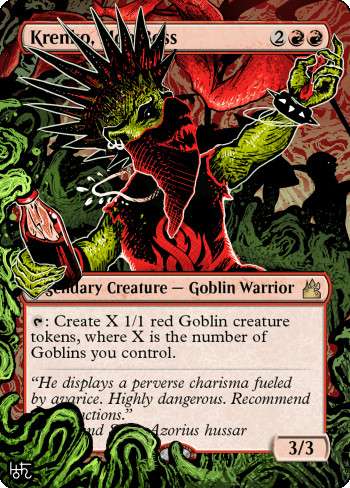 Krenko, Boss 2
Legendary Creature — Goblin Warrior
: Create X 1/1 red Goblin creature
tokens, where X is the number of
Goblins you control.
“He displays a perverse charisma fueled
by avarice. Highly dangerous. Recommend
Azorius hussar
3/3